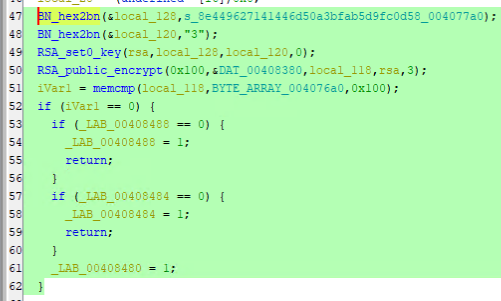 47 BN_hex2bn(&local_128,s_8e449627141446d50a3bfab5d9fc0d58_004077a0);
48 BN_hex2bn(&local_120,"3");
49 RSA_set0_key(rsa,local_128,local_120,0);
50 RSA_public_encrypt(0x100,&DAT_00408380,local_118,rsa,3);
51 iVar1 = memcmp(local_118,BYTE_ARRAY_004076a0,0x100);
52 if (iVar1 == 0) {
53 if (_LAB_00408488 == 0) {
54 _LAB_00408488 = 1;
55 return;
56 }
57 if (_LAB_00408484 == 0) {
58 _LAB_00408484 = 1;
59 return;
60 }
61 _LAB_00408480 = 1;
62 }